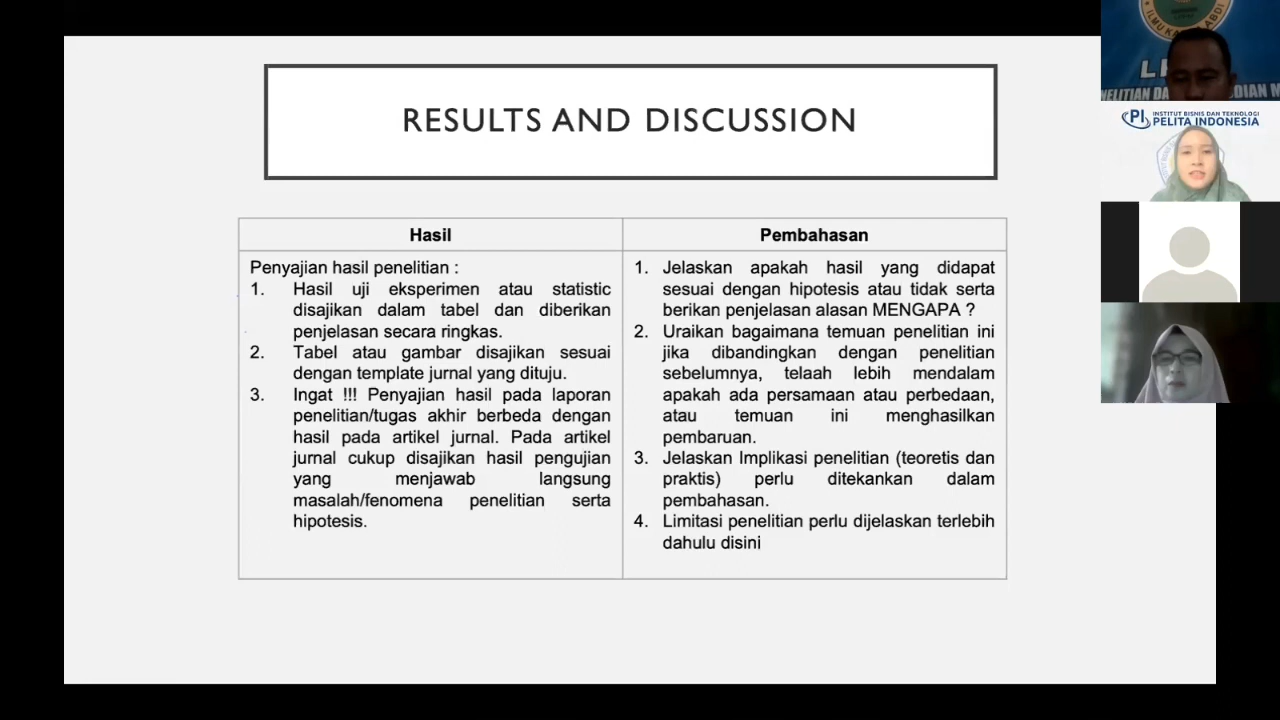 RESULTS AND DISCUSSION
Hasil
Penyajian hasil penelitian :
1. Hasil uji eksperimen atau statistic
disajikan dalam tabel dan diberikan
penjelasan secara ringkas.
2. Tabel atau gambar disajikan sesuai
dengan template jurnal yang dituju.
3. Ingat !!! Penyajian hasil pada laporan
penelitian/tugas akhir berbeda dengan
hasil pada artikel jurnal. Pada artikel
jurnal cukup disajikan hasil pengujian
yang menjawab langsung
masalah/fenomena penelitian serta
hipotesis.
Pembahasan
1. Jelaskan apakah hasil yang didapat
sesuai dengan hipotesis atau tidak serta
berikan penjelasan alasan MENGAPA ?
2. Uraikan bagaimana temuan penelitian ini
jika dibandingkan dengan penelitian
sebelumnya, telaah lebih mendalam
apakah ada persamaan atau perbedaan,
atau temuan ini menghasilkan
pembaruan.
3. Jelaskan Implikasi penelitian (teoretis dan
praktis) perlu ditekankan dalam
pembahasan.
4. Limitasi penelitian perlu dijelaskan terlebih
dahulu disini
INSTITUT BISNIS DAN TEKNOLOGI
PELITA INDONESIA